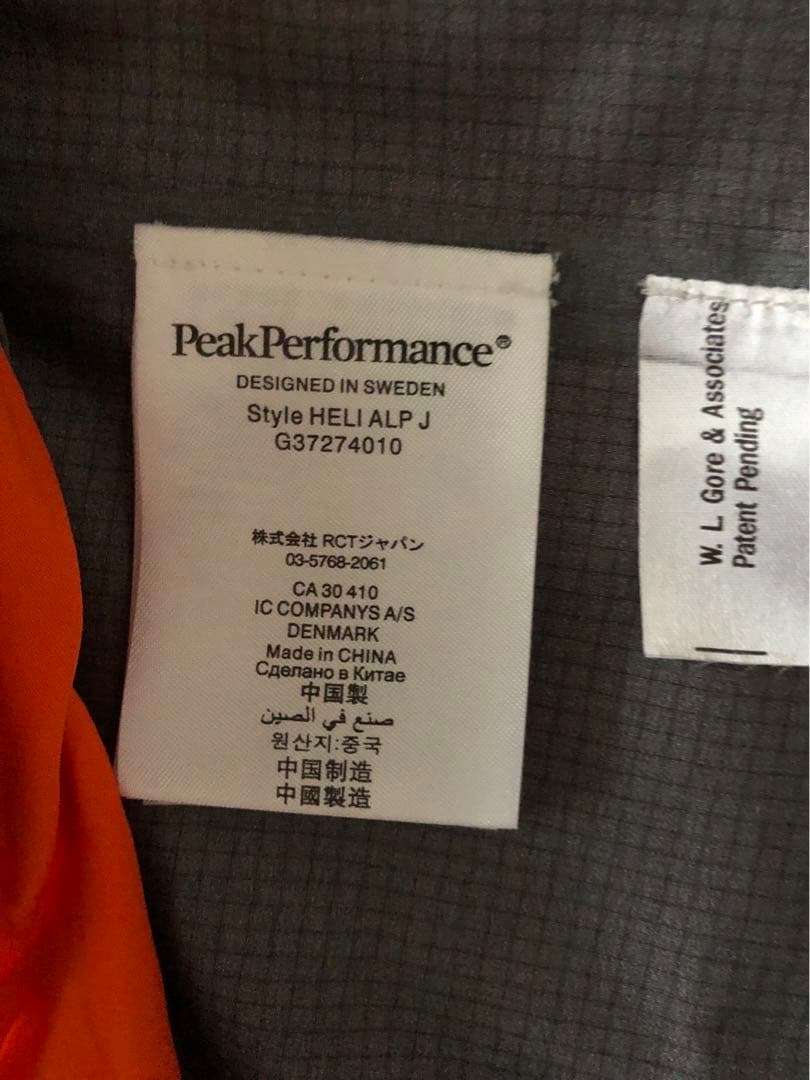 PeakPerformance®
DESIGNED IN SWEDEN
Style HELI ALP J
G37274010
株式会社 RCTジャパン
03-5768-2061
CA 30 410
IC COMPANYS A/S
DENMARK
Made in CHINA
Сделано в Китае
中国製
صنع في الصين
원산지:중국
中国制造
中國製造
W. L. Gore & Associates
Patent Pending